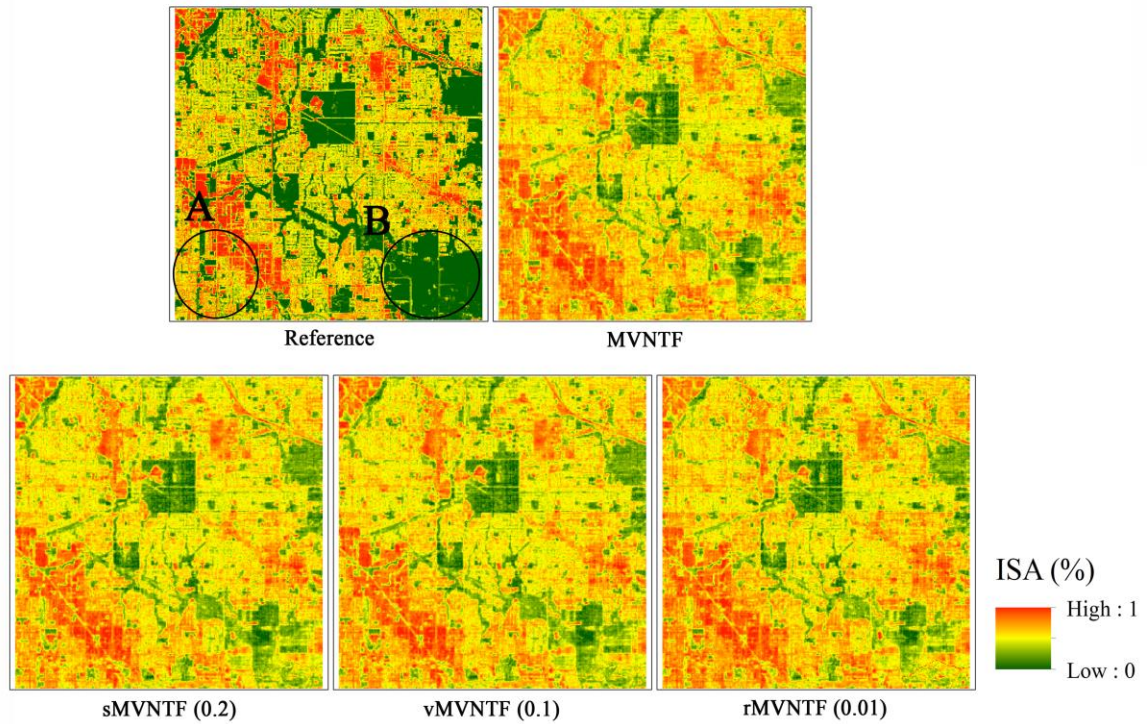 A
B
Reference
MVNTF
sMVNTF (0.2)
vMVNTF (0.1)
rMVNTF (0.01)
ISA (%)
High : 1
Low : 0